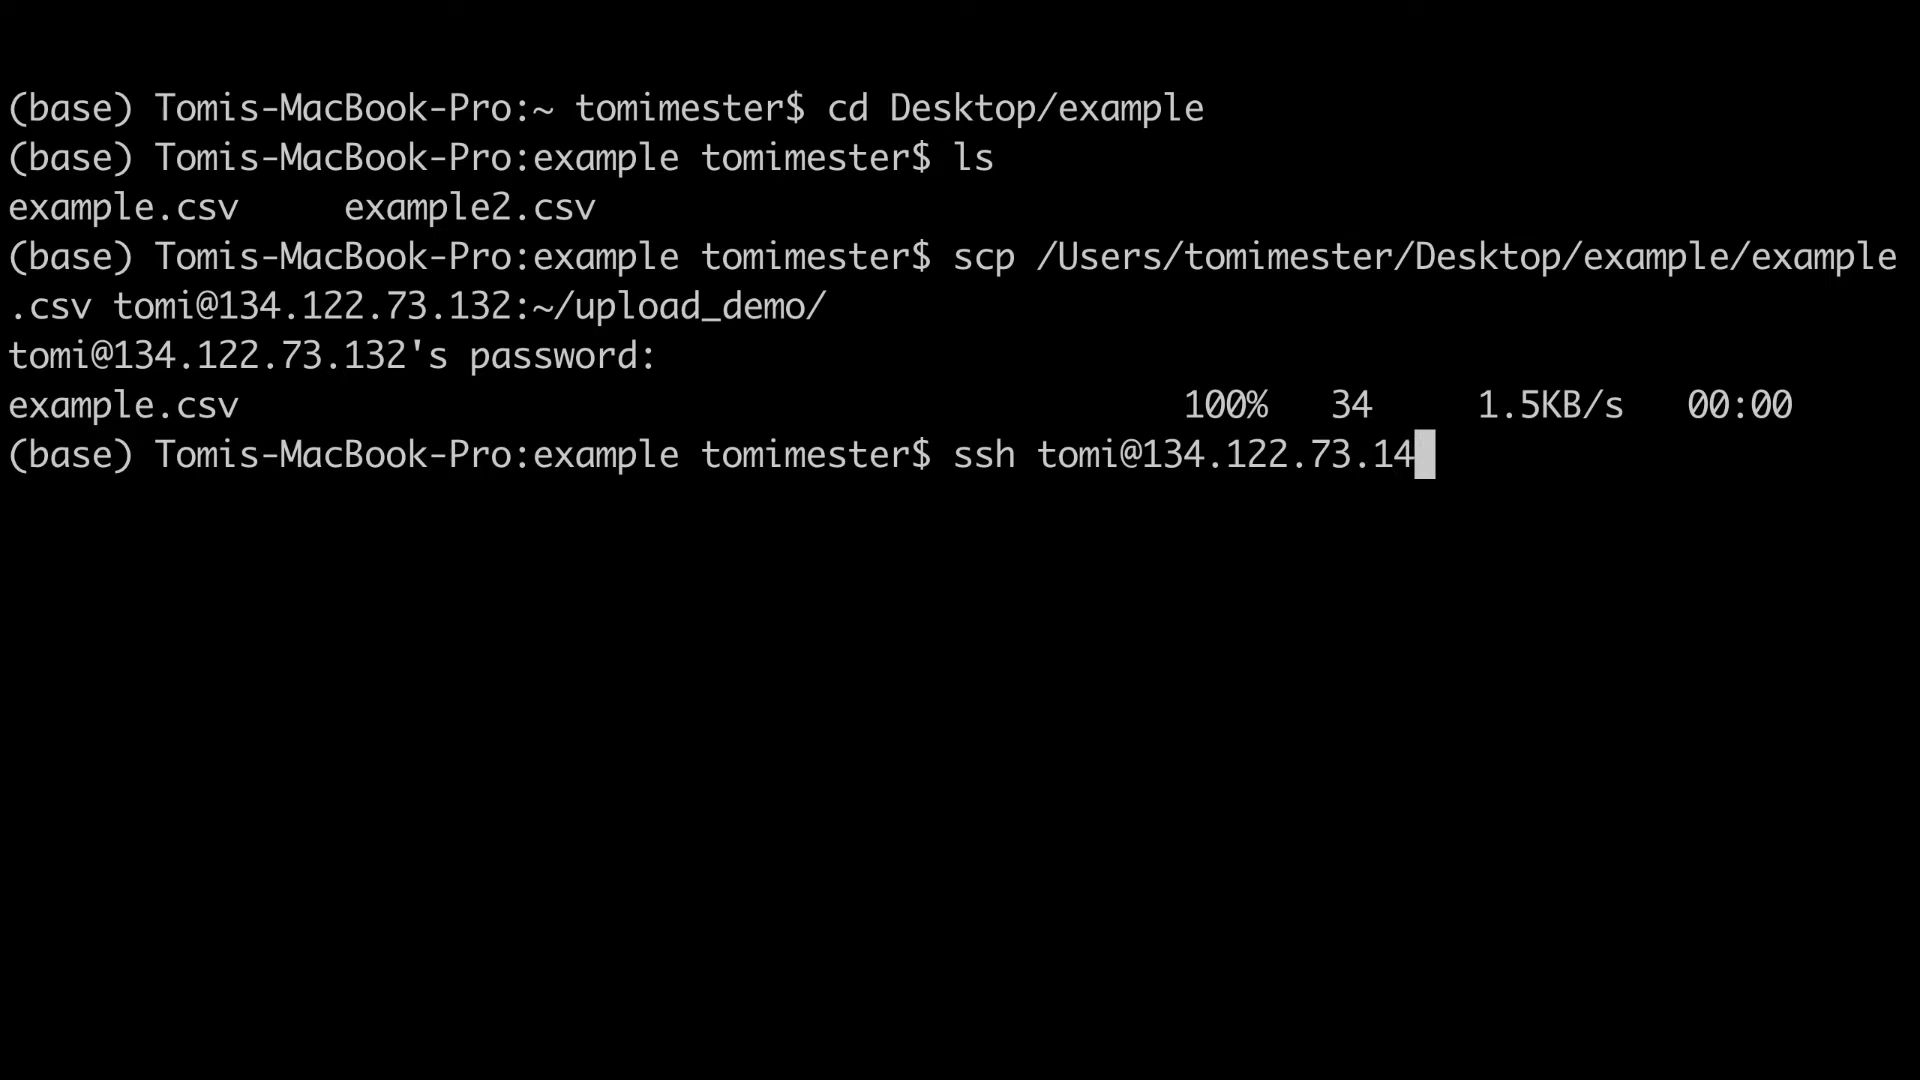 (base) Tomis-MacBook-Pro:~ tomimester$ cd Desktop/example
(base) Tomis-MacBook-Pro:example tomimester$ ls
example.csv     example2.csv
(base) Tomis-MacBook-Pro:example tomimester$ scp /Users/tomimester/Desktop/example/example
.csv tomi@134.122.73.132:~/upload_demo/
tomi@134.122.73.132's password:
example.csv                                             100%   34     1.5KB/s   00:00
(base) Tomis-MacBook-Pro:example tomimester$ ssh tomi@134.122.73.14